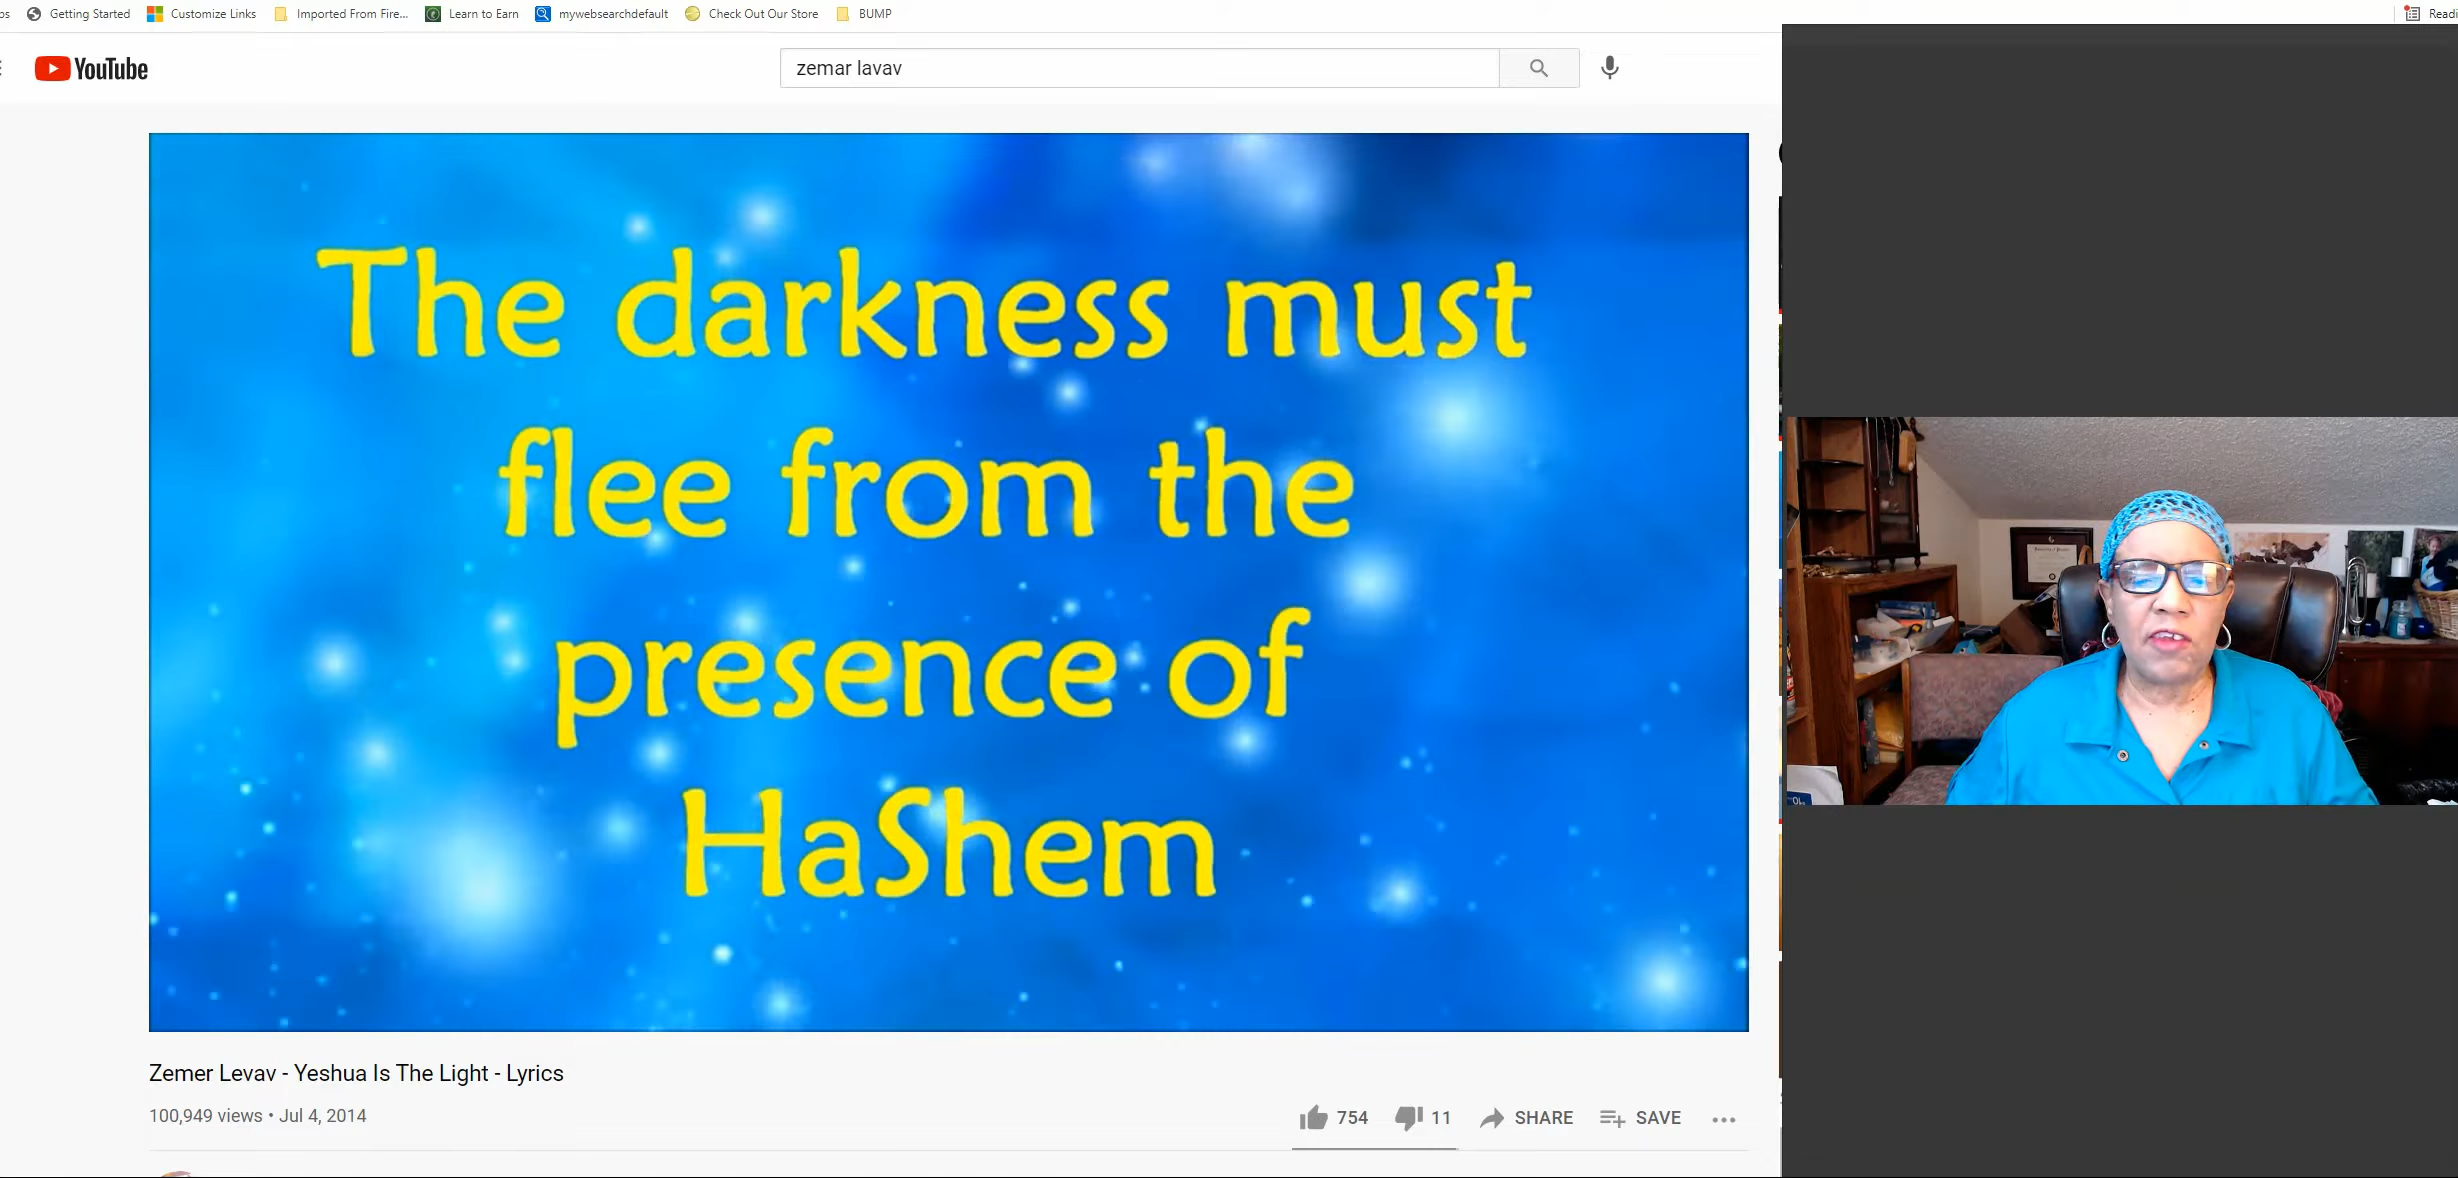 Getting Started Customize Links Imported From Fire... Learn to Earn mywebsearchdefault Check Out Our Store BUMP
YouTube
zemar lavav
The darkness must
flee from the
presence of
HaShem
Zemer Levav - Yeshua Is The Light - Lyrics
100,949 views • Jul 4, 2014
754 11 SHARE SAVE